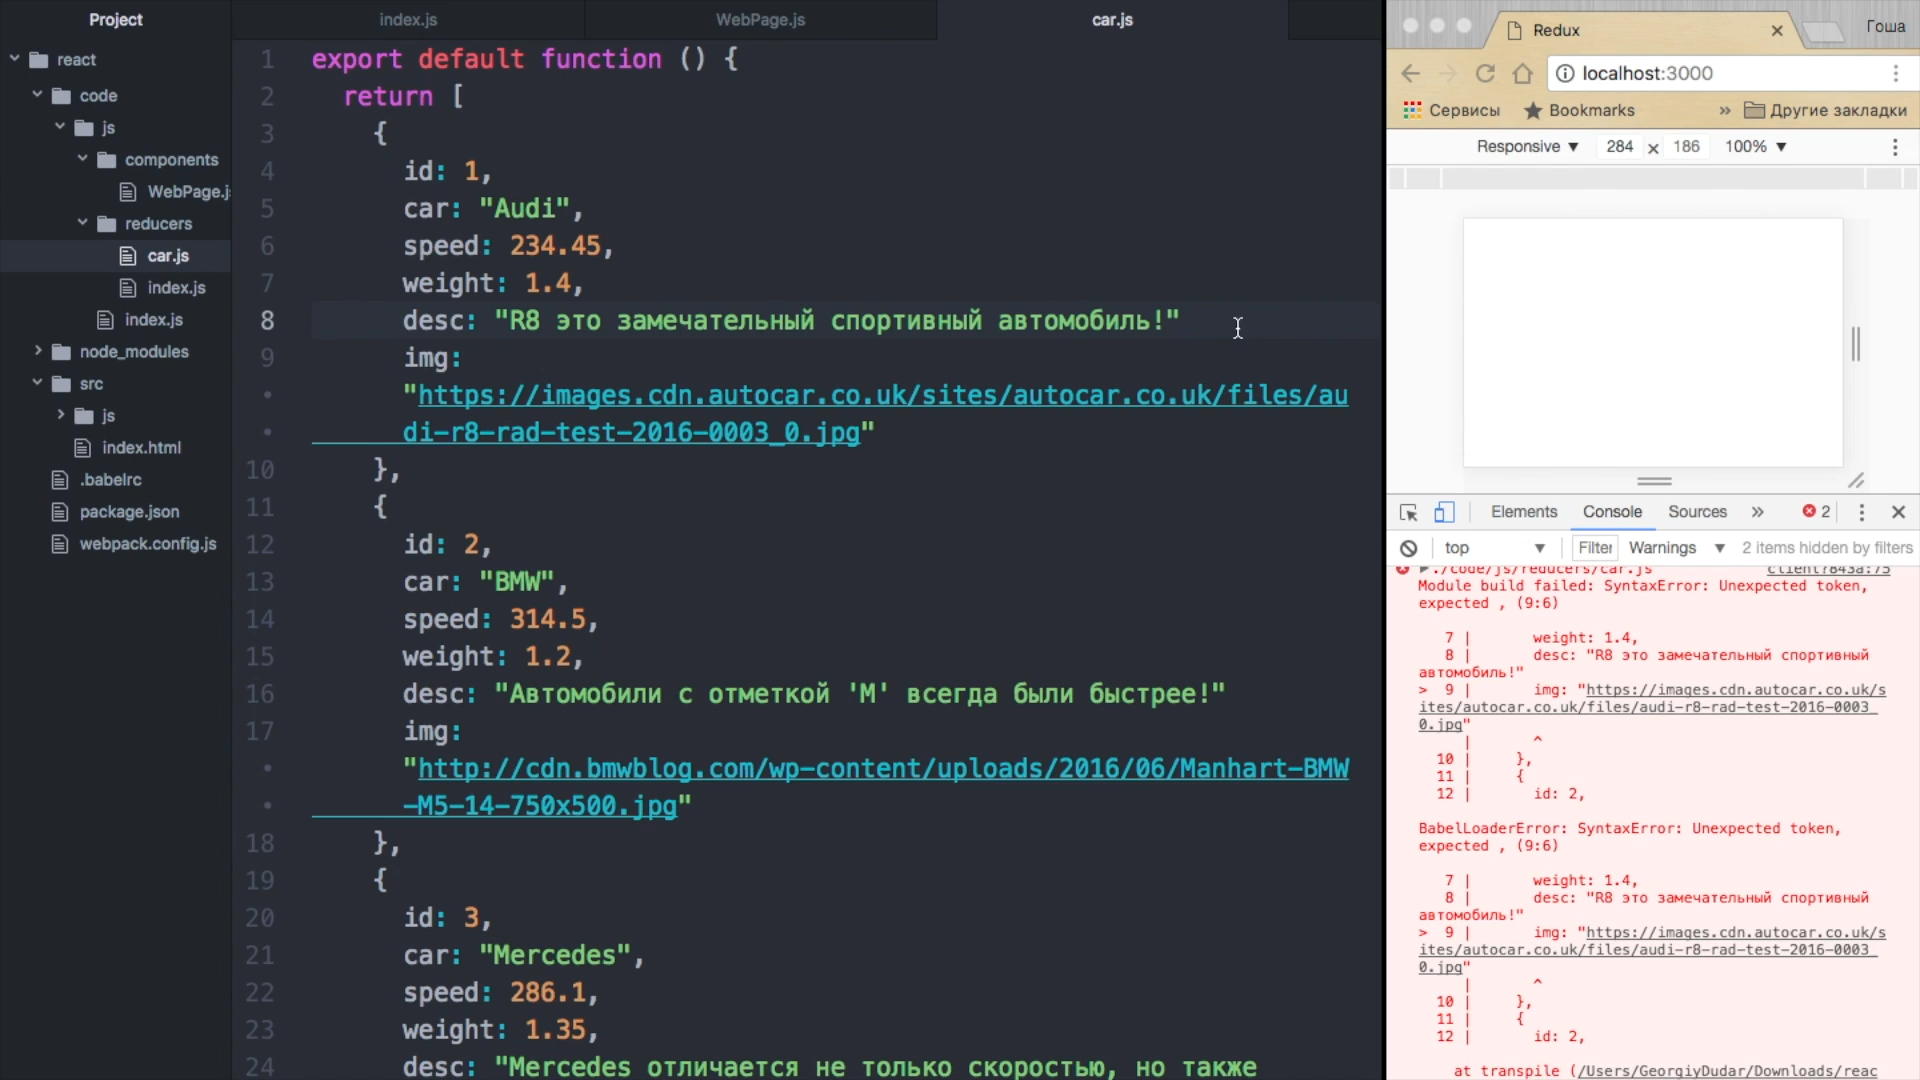 Project
react
code
js
components
WebPage.j
reducers
car.js
index.js
index.js
node_modules
src
js
index.html
.babelrc
package.json
webpack.config.js
index.js WebPage.js car.js
1 export default function () {
2 return [
3 {
4 id: 1,
5 car: "Audi",
6 speed: 234.45,
7 weight: 1.4,
8 desc: "R8 это замечательный спортивный автомобиль!"
9 img:
"https://images.cdn.autocar.co.uk/sites/autocar.co.uk/files/au
di-r8-rad-test-2016-0003_0.jpg"
10 },
11 {
12 id: 2,
13 car: "BMW",
14 speed: 314.5,
15 weight: 1.2,
16 desc: "Автомобили с отметкой 'M' всегда были быстрее!"
17 img:
"http://cdn.bmwblog.com/wp-content/uploads/2016/06/Manhart-BMW
-M5-14-750x500.jpg"
18 },
19 {
20 id: 3,
21 car: "Mercedes",
22 speed: 286.1,
23 weight: 1.35,
24 desc: "Mercedes отличается не только скоростью, но также
Redux Гоша
localhost:3000
Сервисы Bookmarks » Другие закладки
Responsive 284 x 186 100%
Elements Console Sources » 2
top Filter Warnings 2 items hidden by filters
./code/js/reducers/car.js client?843a:75
Module build failed: SyntaxError: Unexpected token,
expected , (9:6)
7 | weight: 1.4,
8 | desc: "R8 это замечательный спортивный
автомобиль!"
> 9 | img: "https://images.cdn.autocar.co.uk/s
ites/autocar.co.uk/files/audi-r8-rad-test-2016-0003_
0.jpg"
| ^
10 | },
11 | {
12 | id: 2,
BabelLoaderError: SyntaxError: Unexpected token,
expected , (9:6)
7 | weight: 1.4,
8 | desc: "R8 это замечательный спортивный
автомобиль!"
> 9 | img: "https://images.cdn.autocar.co.uk/s
ites/autocar.co.uk/files/audi-r8-rad-test-2016-0003_
0.jpg"
| ^
10 | },
11 | {
12 | id: 2,
at transpile (/Users/GeorgiyDudar/Downloads/reac